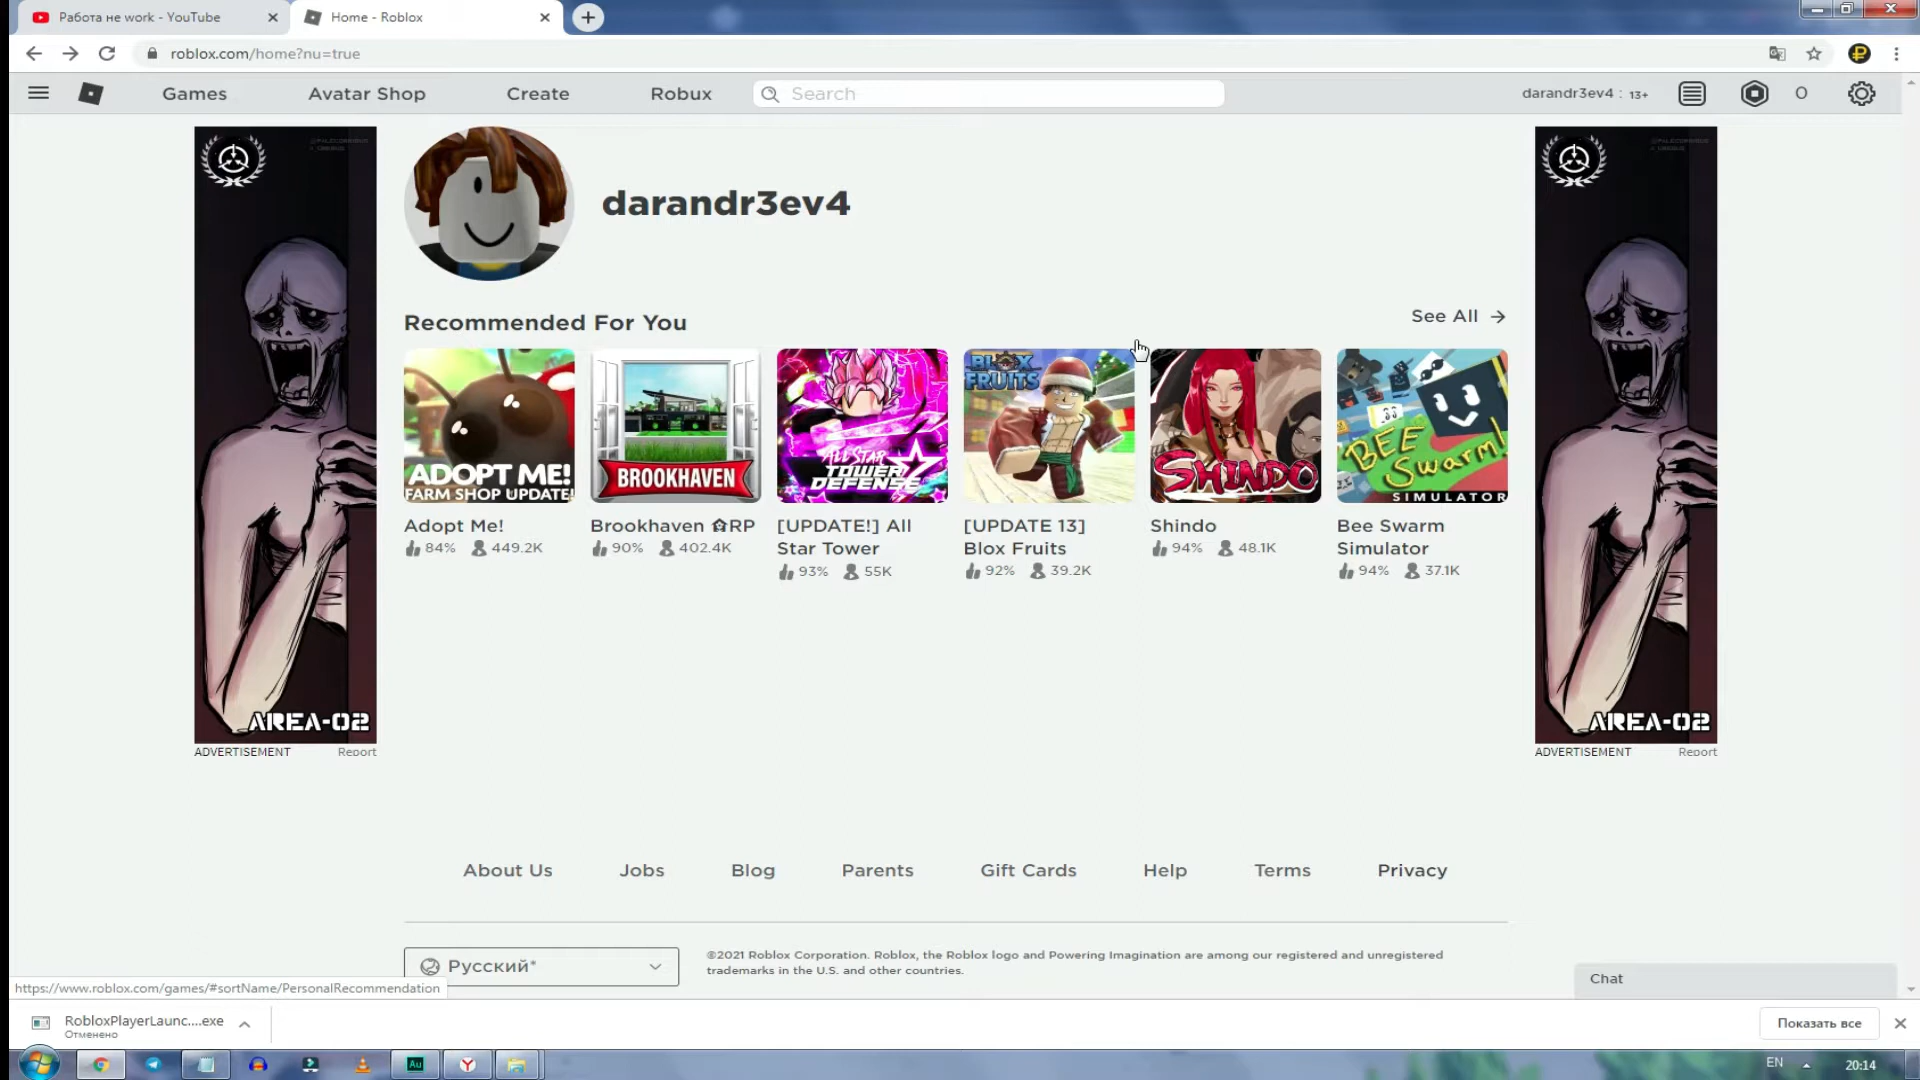 Работа не work - YouTube
Home - Roblox
roblox.com/home?nu=true
Games
Avatar Shop
Create
Robux
Search
darandr3ev4 : 13+
0
darandr3ev4
Recommended For You
See All
ADOPT ME!
FARM SHOP UPDATE!
BROOKHAVEN
ALL STAR
TOWER
DEFENSE
BLOX
FRUITS
SHINDO
BEE
Swarm!
SIMULATOR
Adopt Me!
84% 449.2K
Brookhaven RP
90% 402.4K
[UPDATE!] All
Star Tower
93% 55K
[UPDATE 13]
Blox Fruits
92% 39.2K
Shindo
94% 48.1K
Bee Swarm
Simulator
94% 37.1K
AREA-02
ADVERTISEMENT Report
AREA-02
ADVERTISEMENT Report
About Us
Jobs
Blog
Parents
Gift Cards
Help
Terms
Privacy
Русский*
©2021 Roblox Corporation. Roblox, the Roblox logo and Powering Imagination are among our registered and unregistered
trademarks in the U.S. and other countries.
Chat
https://www.roblox.com/games/#sortName/PersonalRecommendation
RobloxPlayerLaunc....exe
Отменено
Показать все
Au
EN
20:14